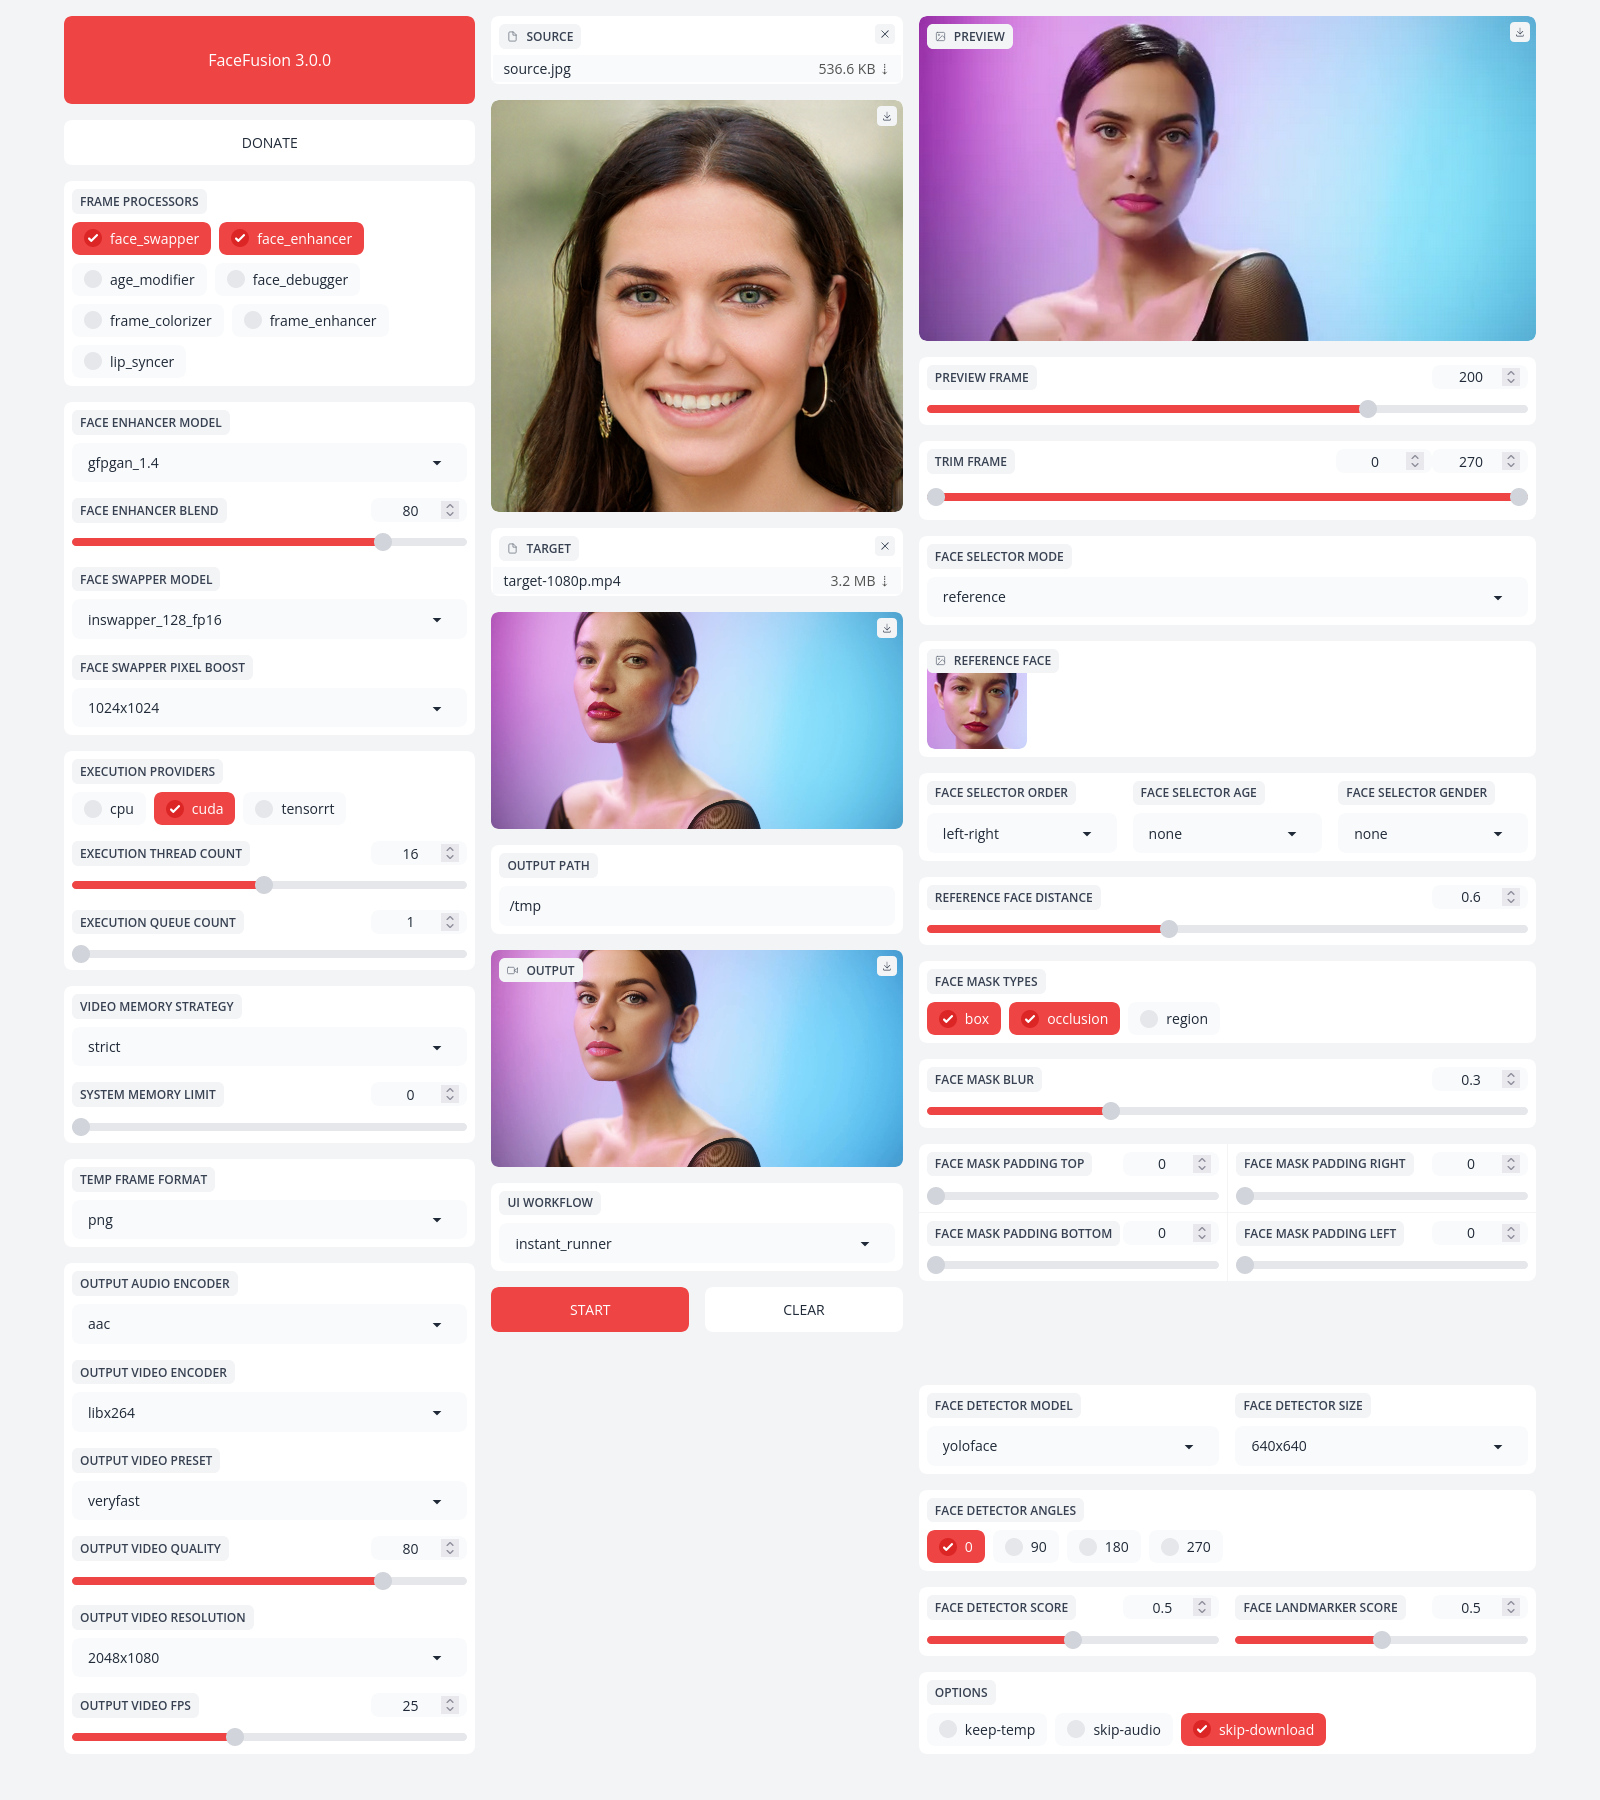 FaceFusion 3.0.0
DONATE
FRAME PROCESSORS
face_swapper face_enhancer
age_modifier face_debugger
frame_colorizer frame_enhancer
lip_syncer
FACE ENHANCER MODEL
gfpgan_1.4
FACE ENHANCER BLEND 80
FACE SWAPPER MODEL
inswapper_128_fp16
FACE SWAPPER PIXEL BOOST
1024x1024
EXECUTION PROVIDERS
cpu cuda tensorrt
EXECUTION THREAD COUNT 16
EXECUTION QUEUE COUNT 1
VIDEO MEMORY STRATEGY
strict
SYSTEM MEMORY LIMIT 0
TEMP FRAME FORMAT
png
OUTPUT AUDIO ENCODER
aac
OUTPUT VIDEO ENCODER
libx264
OUTPUT VIDEO PRESET
veryfast
OUTPUT VIDEO QUALITY 80
OUTPUT VIDEO RESOLUTION
2048x1080
OUTPUT VIDEO FPS 25
SOURCE
source.jpg 536.6 KB ↓
TARGET
target-1080p.mp4 3.2 MB ↓
OUTPUT PATH
/tmp
OUTPUT
UI WORKFLOW
instant_runner
START CLEAR
PREVIEW
PREVIEW FRAME 200
TRIM FRAME 0 270
FACE SELECTOR MODE
reference
REFERENCE FACE
FACE SELECTOR ORDER FACE SELECTOR AGE FACE SELECTOR GENDER
left-right none none
REFERENCE FACE DISTANCE 0.6
FACE MASK TYPES
box occlusion region
FACE MASK BLUR 0.3
FACE MASK PADDING TOP 0 FACE MASK PADDING RIGHT 0
FACE MASK PADDING BOTTOM 0 FACE MASK PADDING LEFT 0
FACE DETECTOR MODEL FACE DETECTOR SIZE
yoloface 640x640
FACE DETECTOR ANGLES
0 90 180 270
FACE DETECTOR SCORE 0.5 FACE LANDMARKER SCORE 0.5
OPTIONS
keep-temp skip-audio skip-download